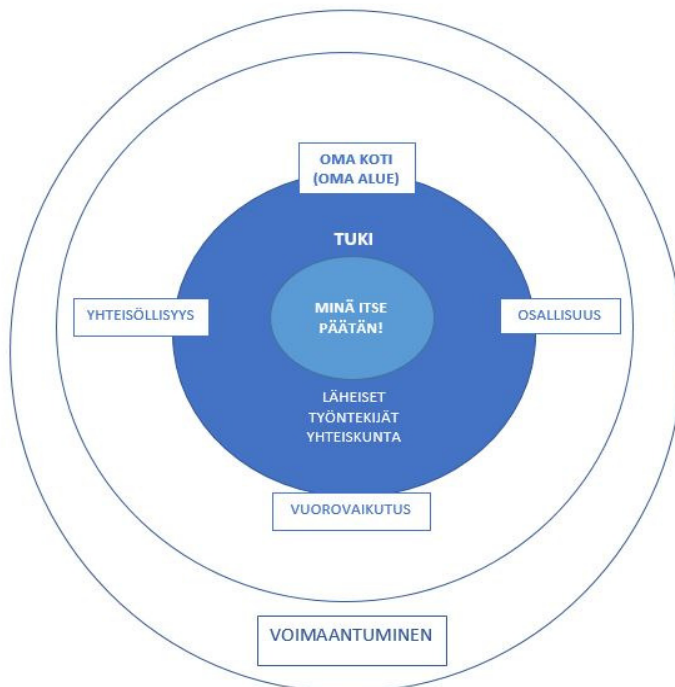 OMA KOTI
(OMA ALUE)
TUKI
MINÄ ITSE
PÄÄTÄN!
YHTEISÖLLISYYS
OSALLISUUS
LÄHEISET
TYÖNTEKIJÄT
YHTEISKUNTA
VUOROVAIKUTUS
VOIMAANTUMINEN